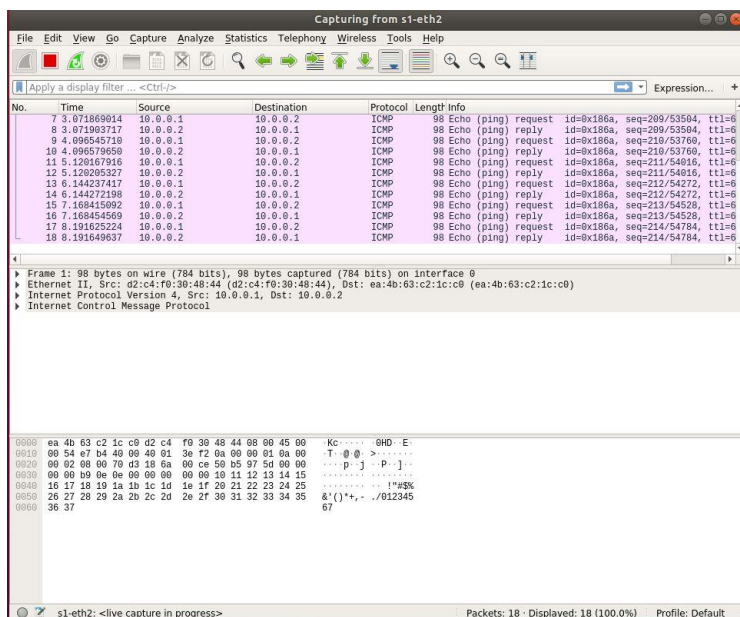 Capturing from s1-eth2
File Edit View Go Capture Analyze Statistics Telephony Wireless Tools Help
Apply a display filter ... <Ctrl-/> Expression... +
No. Time Source Destination Protocol Length Info
7 3.071869014 10.0.0.1 10.0.0.2 ICMP 98 Echo (ping) request id=0x186a, seq=209/53504, ttl=6
8 3.071903717 10.0.0.2 10.0.0.1 ICMP 98 Echo (ping) reply id=0x186a, seq=209/53504, ttl=6
9 4.096545710 10.0.0.1 10.0.0.2 ICMP 98 Echo (ping) request id=0x186a, seq=210/53760, ttl=6
10 4.096579650 10.0.0.2 10.0.0.1 ICMP 98 Echo (ping) reply id=0x186a, seq=210/53760, ttl=6
11 5.120167916 10.0.0.1 10.0.0.2 ICMP 98 Echo (ping) request id=0x186a, seq=211/54016, ttl=6
12 5.120205327 10.0.0.2 10.0.0.1 ICMP 98 Echo (ping) reply id=0x186a, seq=211/54016, ttl=6
13 6.144237417 10.0.0.1 10.0.0.2 ICMP 98 Echo (ping) request id=0x186a, seq=212/54272, ttl=6
14 6.144272198 10.0.0.2 10.0.0.1 ICMP 98 Echo (ping) reply id=0x186a, seq=212/54272, ttl=6
15 7.168415092 10.0.0.1 10.0.0.2 ICMP 98 Echo (ping) request id=0x186a, seq=213/54528, ttl=6
16 7.168454569 10.0.0.2 10.0.0.1 ICMP 98 Echo (ping) reply id=0x186a, seq=213/54528, ttl=6
17 8.191625224 10.0.0.1 10.0.0.2 ICMP 98 Echo (ping) request id=0x186a, seq=214/54784, ttl=6
18 8.191649637 10.0.0.2 10.0.0.1 ICMP 98 Echo (ping) reply id=0x186a, seq=214/54784, ttl=6
Frame 1: 98 bytes on wire (784 bits), 98 bytes captured (784 bits) on interface 0
Ethernet II, Src: d2:c4:f0:30:48:44 (d2:c4:f0:30:48:44), Dst: ea:4b:63:c2:1c:c0 (ea:4b:63:c2:1c:c0)
Internet Protocol Version 4, Src: 10.0.0.1, Dst: 10.0.0.2
Internet Control Message Protocol
0000 ea 4b 63 c2 1c c0 d2 c4 f0 30 48 44 08 00 45 00 ·Kc····· ·0HD··E·
0010 00 54 e7 b4 40 00 40 01 3e f2 0a 00 00 01 0a 00 ·T··@·@· >·······
0020 00 02 08 00 70 d3 18 6a 00 ce 50 b5 97 5d 00 00 ····p··j ··P··]··
0030 00 00 b9 0e 0e 00 00 00 00 00 10 11 12 13 14 15 ········ ········
0040 16 17 18 19 1a 1b 1c 1d 1e 1f 20 21 22 23 24 25 ········ ·· !"#$%
0050 26 27 28 29 2a 2b 2c 2d 2e 2f 30 31 32 33 34 35 &'()*+,- ./012345
0060 36 37 67
s1-eth2: <live capture in progress> Packets: 18 · Displayed: 18 (100.0%) Profile: Default